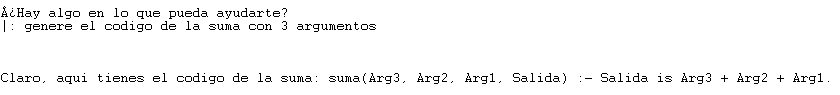 Â¿Hay algo en lo que pueda ayudarte?
|: genere el codigo de la suma con 3 argumentos
Claro, aqui tienes el codigo de la suma: suma(Arg3, Arg2, Arg1, Salida) :- Salida is Arg3 + Arg2 + Arg1.